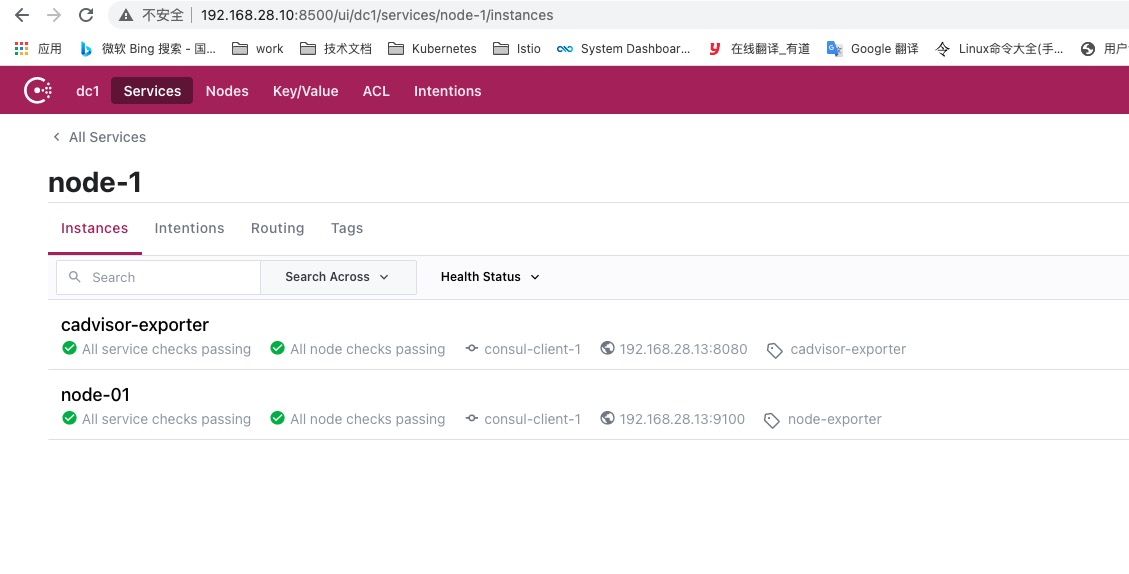 不安全 192.168.28.10:8500/ui/dc1/services/node-1/instances
应用 微软 Bing 搜索 - 国... work 技术文档 Kubernetes Istio System Dashboar... 在线翻译_有道 Google 翻译 Linux命令大全(手... 用户
dc1 Services Nodes Key/Value ACL Intentions
All Services
node-1
Instances Intentions Routing Tags
Search Search Across Health Status
cadvisor-exporter
All service checks passing All node checks passing consul-client-1 192.168.28.13:8080 cadvisor-exporter
node-01
All service checks passing All node checks passing consul-client-1 192.168.28.13:9100 node-exporter